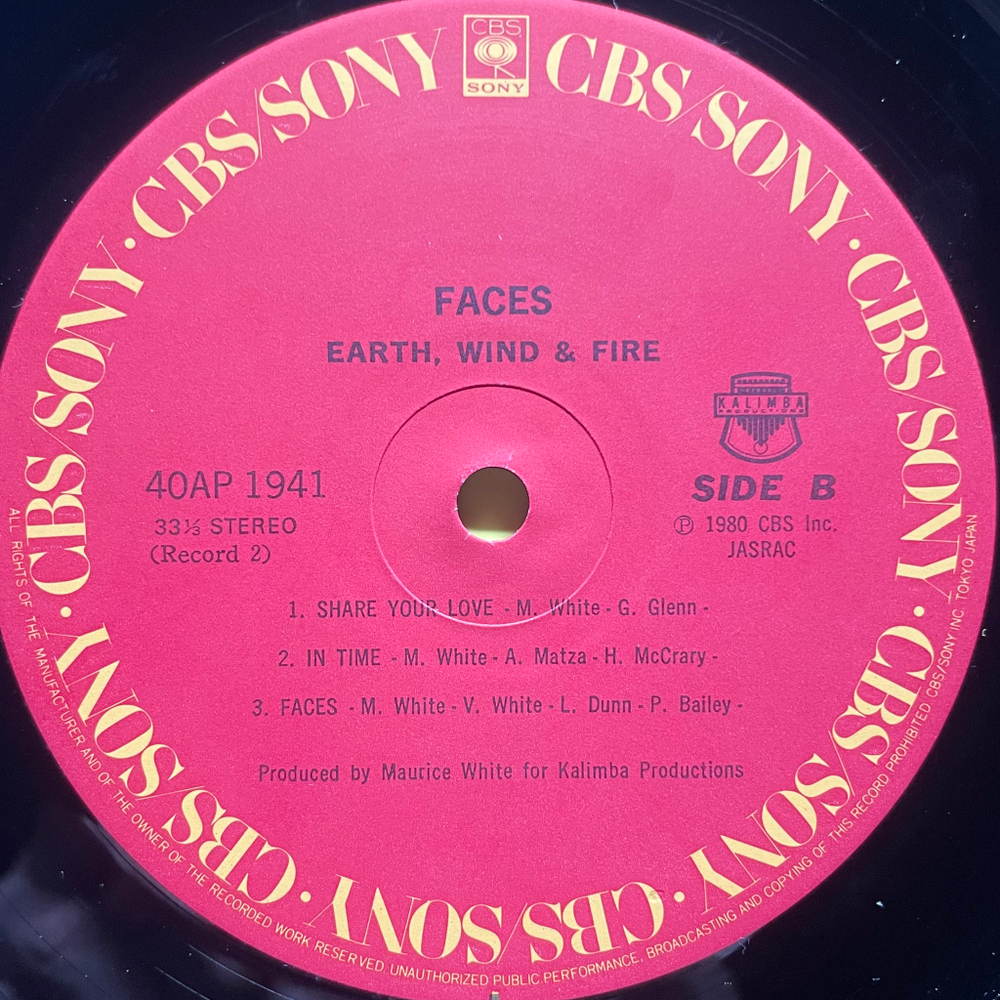 CBS
SONY
CBS/SONY · CBS/SONY · CBS/SONY · CBS/SONY · CBS/SONY · CBS/SONY · CBS/SONY · CBS/SONY
FACES
EARTH, WIND & FIRE
KALIMBA
PRODUCTIONS
40AP 1941
SIDE B
33⅓ STEREO
℗ 1980 CBS Inc.
(Record 2)
JASRAC
1. SHARE YOUR LOVE - M. White - G. Glenn -
2. IN TIME - M. White - A. Matza - H. McCrary -
3. FACES - M. White - V. White - L. Dunn - P. Bailey -
Produced by Maurice White for Kalimba Productions
ALL RIGHTS OF THE MANUFACTURER AND OF THE OWNER OF THE RECORDED WORK RESERVED. UNAUTHORIZED PUBLIC PERFORMANCE, BROADCASTING AND COPYING OF THIS RECORD PROHIBITED CBS/SONY INC. TOKYO JAPAN